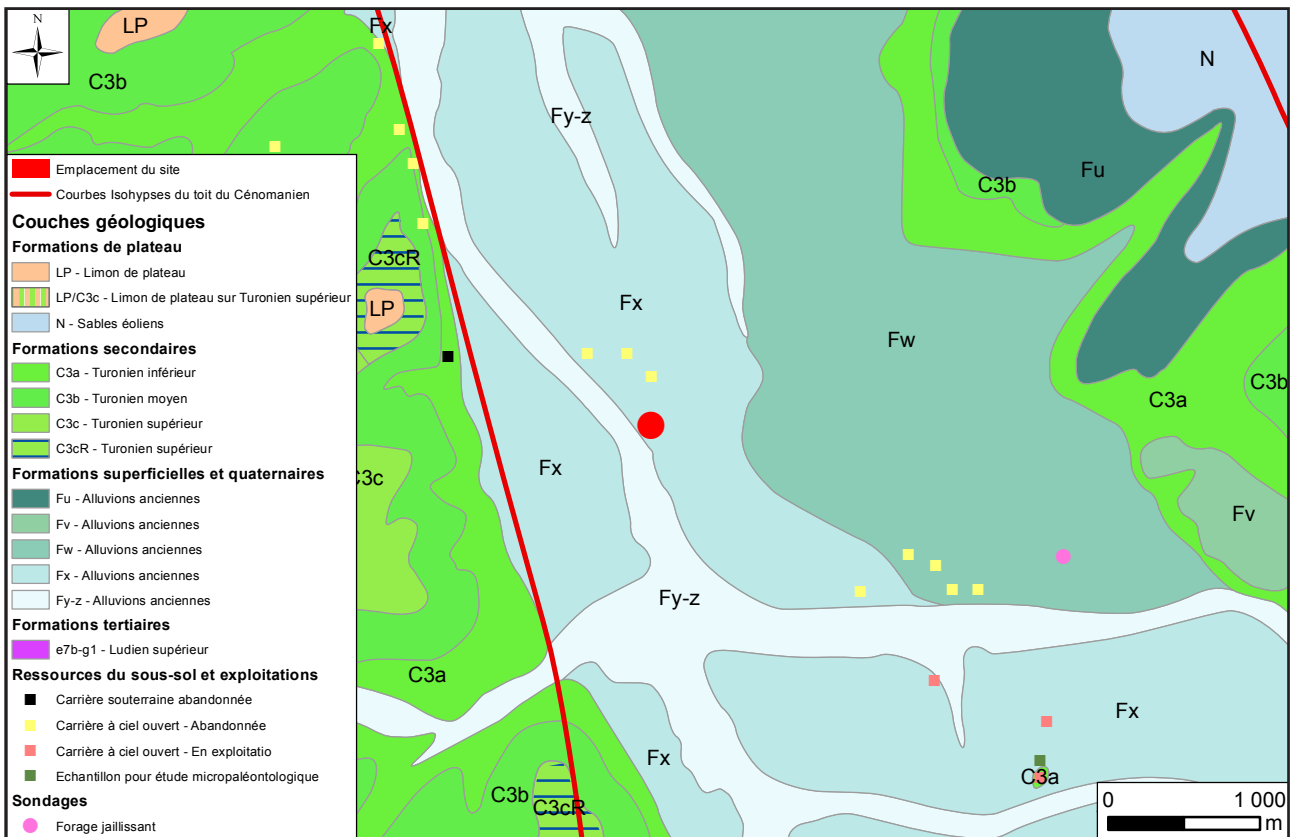 N
LP
Fx
C3b
Fy-z
N
Fu
C3b
C3cR
LP
Fx
Fw
C3b
C3a
C3c
Fx
Fv
Fy-z
C3a
Fx
Fx
C3a
C3b
C3cR
Emplacement du site
Courbes Isohypses du toit du Cénomanien
Couches géologiques
Formations de plateau
LP - Limon de plateau
LP/C3c - Limon de plateau sur Turonien supérieur
N - Sables éoliens
Formations secondaires
C3a - Turonien inférieur
C3b - Turonien moyen
C3c - Turonien supérieur
C3cR - Turonien supérieur
Formations superficielles et quaternaires
Fu - Alluvions anciennes
Fv - Alluvions anciennes
Fw - Alluvions anciennes
Fx - Alluvions anciennes
Fy-z - Alluvions anciennes
Formations tertiaires
e7b-g1 - Ludien supérieur
Ressources du sous-sol et exploitations
Carrière souterraine abandonnée
Carrière à ciel ouvert - Abandonnée
Carrière à ciel ouvert - En exploitatio
Echantillon pour étude micropaléontologique
Sondages
Forage jaillissant
0 1 000
m